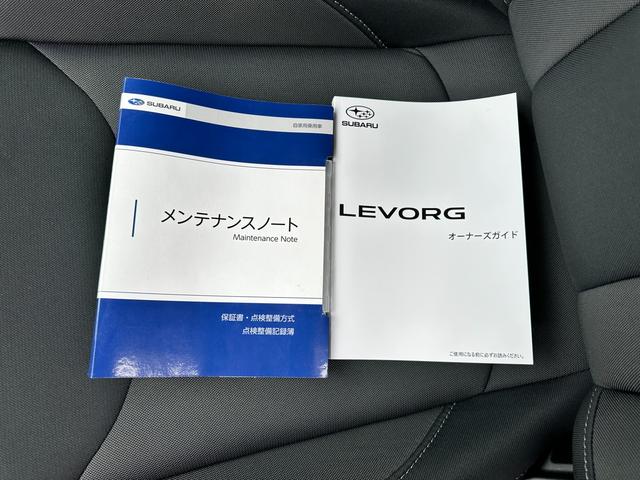 SUBARU
自家用乗用車
メンテナンスノート
Maintenance Note
保証書・点検整備方式
点検整備記録簿
SUBARU
LEVORG
オーナーズガイド
ご使用になる前に必ずお読みください。